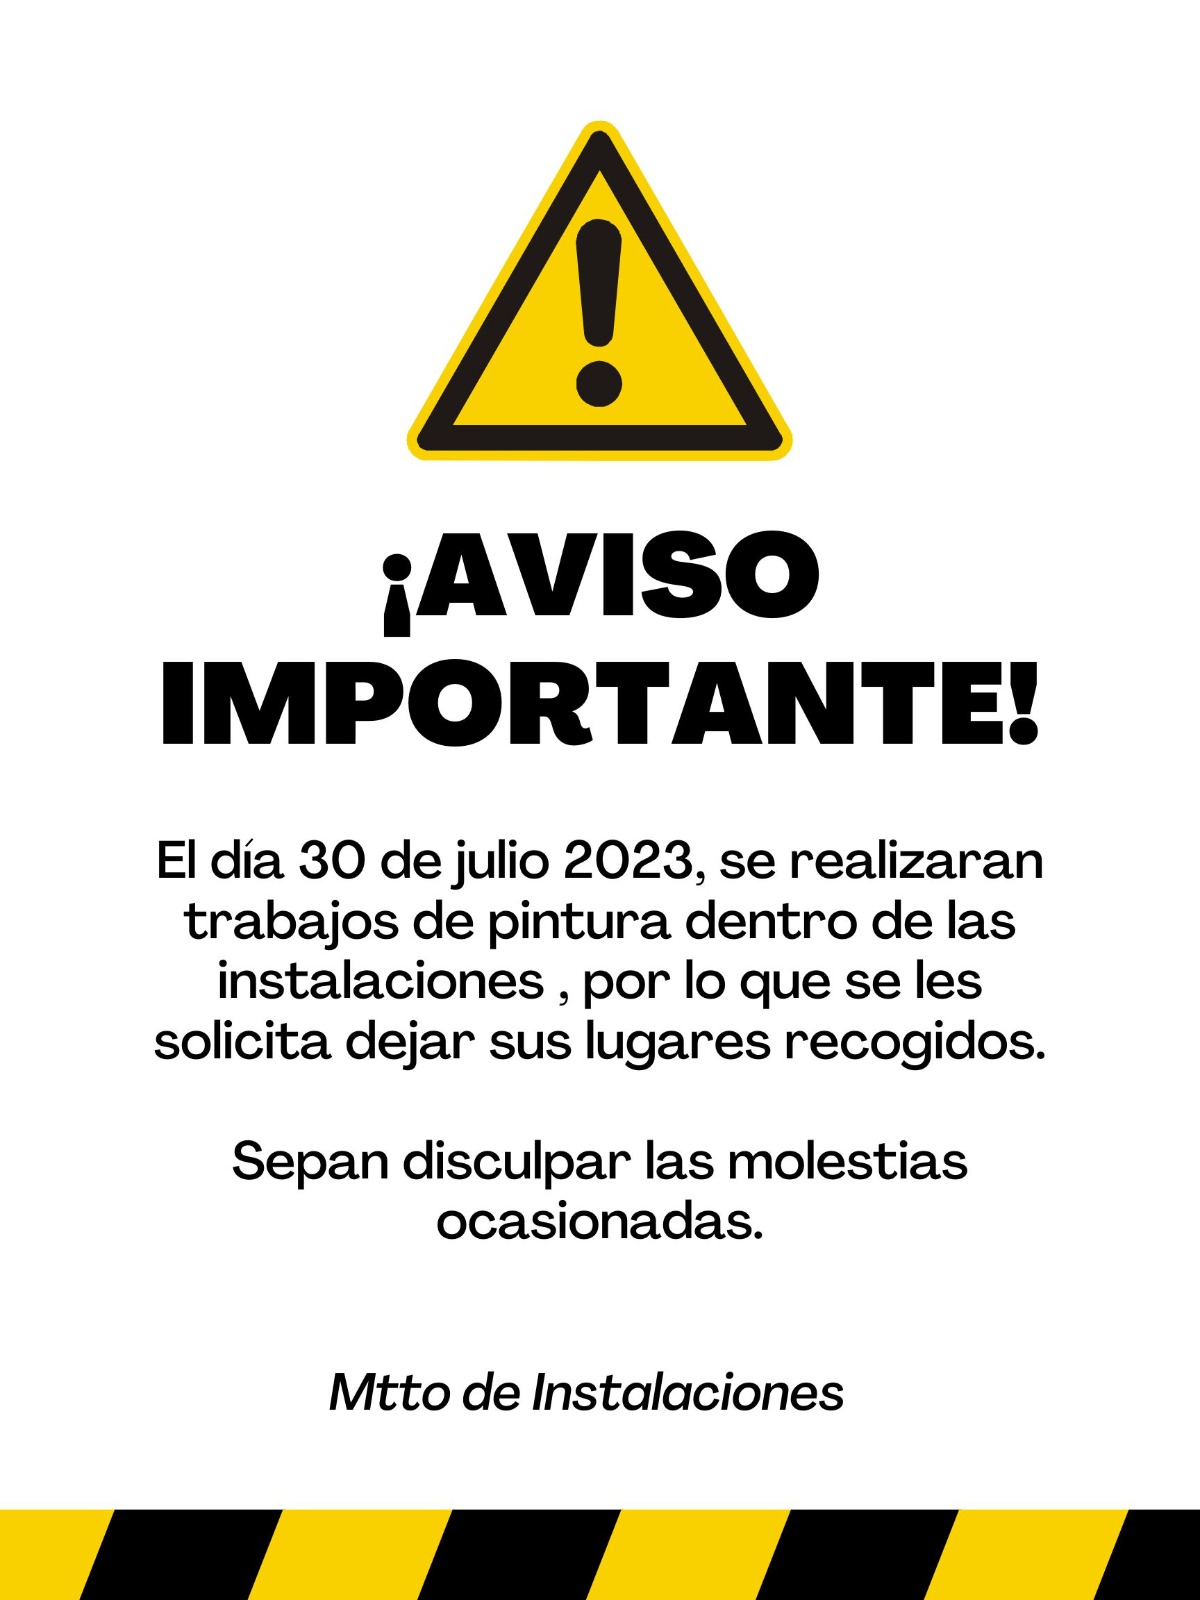 ¡AVISO
IMPORTANTE!
El día 30 de julio 2023, se realizaran
trabajos de pintura dentro de las
instalaciones , por lo que se les
solicita dejar sus lugares recogidos.
Sepan disculpar las molestias
ocasionadas.
Mtto de Instalaciones